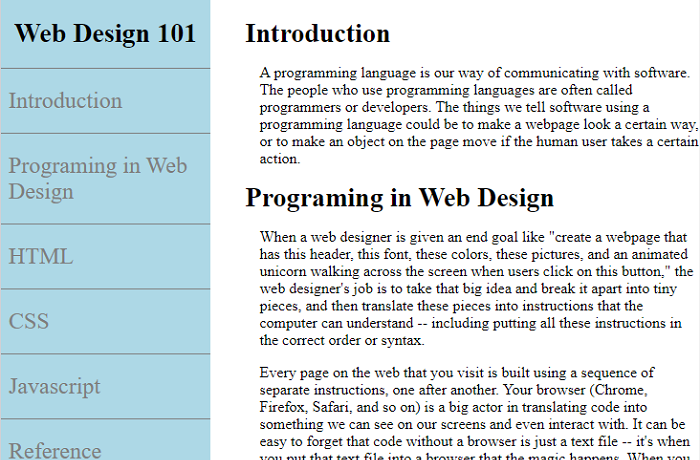 Web Design 101
Introduction
Programing in Web
Design
HTML
CSS
Javascript
Reference
Introduction
A programming language is our way of communicating with software.
The people who use programming languages are often called
programmers or developers. The things we tell software using a
programming language could be to make a webpage look a certain way,
or to make an object on the page move if the human user takes a certain
action.
Programing in Web Design
When a web designer is given an end goal like "create a webpage that
has this header, this font, these colors, these pictures, and an animated
unicorn walking across the screen when users click on this button," the
web designer's job is to take that big idea and break it apart into tiny
pieces, and then translate these pieces into instructions that the
computer can understand -- including putting all these instructions in
the correct order or syntax.
Every page on the web that you visit is built using a sequence of
separate instructions, one after another. Your browser (Chrome,
Firefox, Safari, and so on) is a big actor in translating code into
something we can see on our screens and even interact with. It can be
easy to forget that code without a browser is just a text file -- it's when
you put that text file into a browser that the magic happens. When you